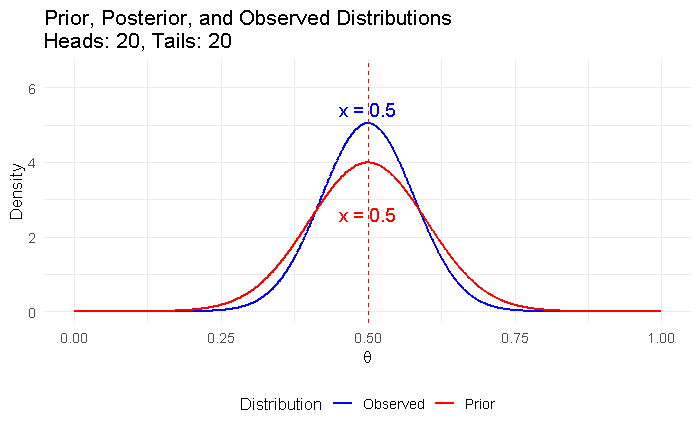 Prior, Posterior, and Observed Distributions
Heads: 20, Tails: 20
6
x = 0.5
4
x = 0.5
2
0
Density
0.00 0.25 0.50 0.75 1.00
θ
Distribution Observed Prior